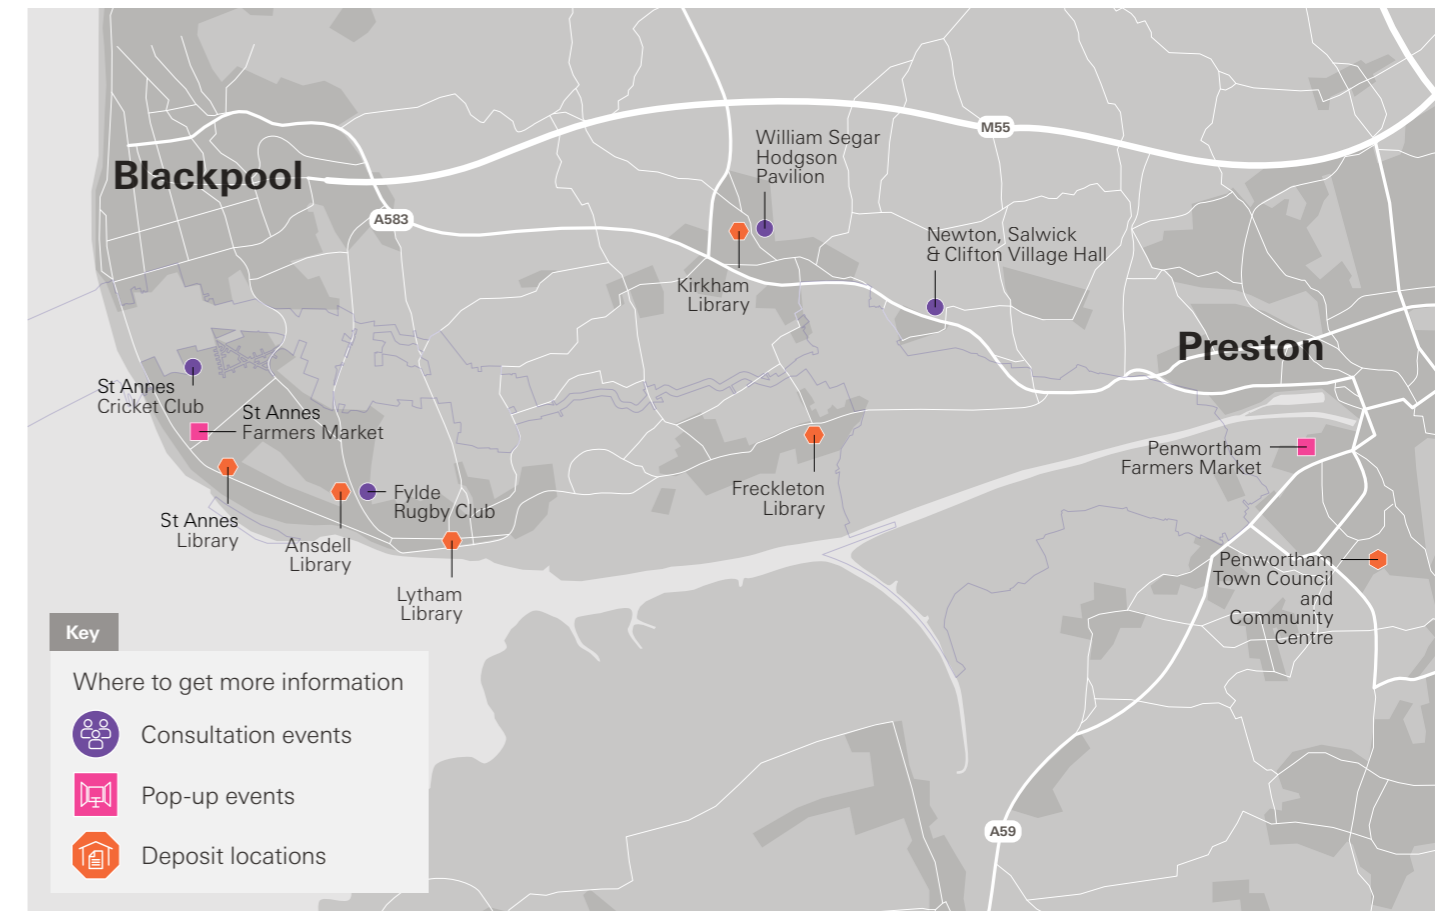 M55
William Segar
Hodgson
Pavilion
Blackpool
A583
Newton, Salwick
& Clifton Village Hall
Kirkham
Library
Preston
St Annes
Cricket Club
St Annes
Farmers Market
Penwortham
Farmers Market
Freckleton
Library
Fylde
Rugby Club
St Annes
Library
Ansdell
Library
Lytham
Library
Penwortham
Town Council
and
Community
Centre
Key
Where to get more information
Consultation events
Pop-up events
Deposit locations
A59